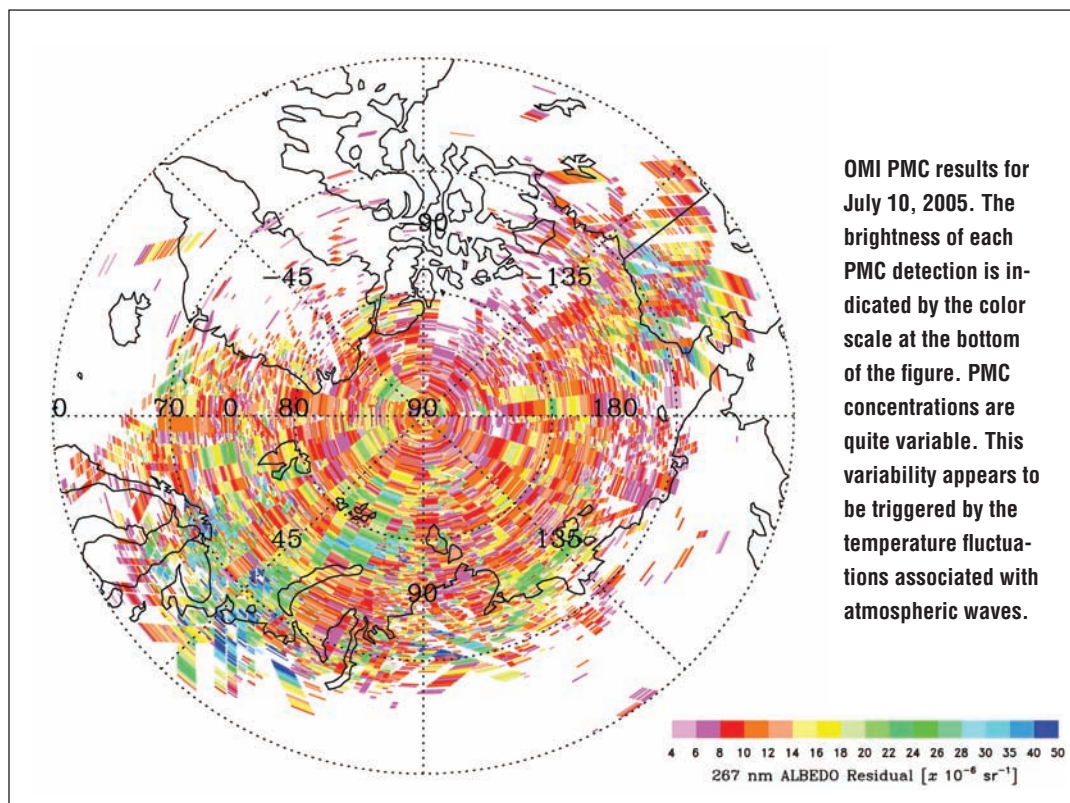 −90
−45
−135
0 70 0 80 90 180
45
135
90
OMI PMC results for
July 10, 2005. The
brightness of each
PMC detection is in-
dicated by the color
scale at the bottom
of the figure. PMC
concentrations are
quite variable. This
variability appears to
be triggered by the
temperature fluctua-
tions associated with
atmospheric waves.
4 6 8 10 12 14 16 18 20 22 24 26 28 30 35 40 50
267 nm ALBEDO Residual [x 10⁻⁶ sr⁻¹]